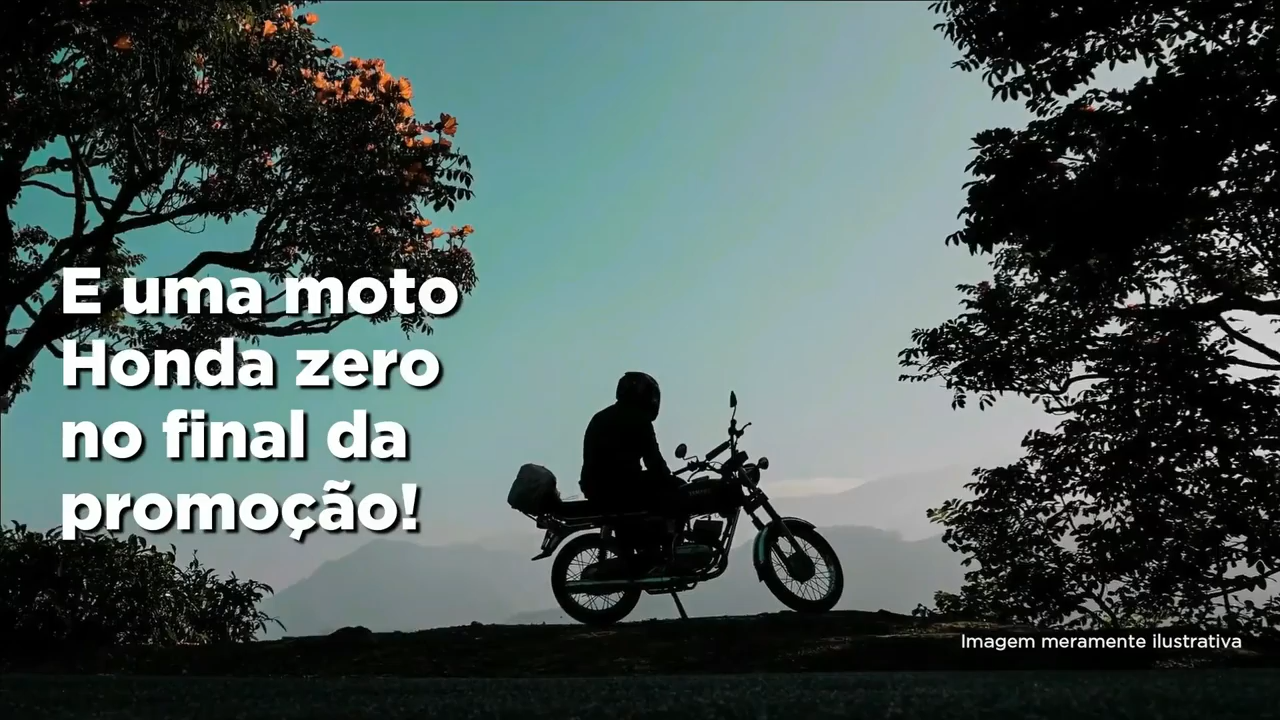 E uma moto
Honda zero
no final da
promoção!
Imagem meramente ilustrativa